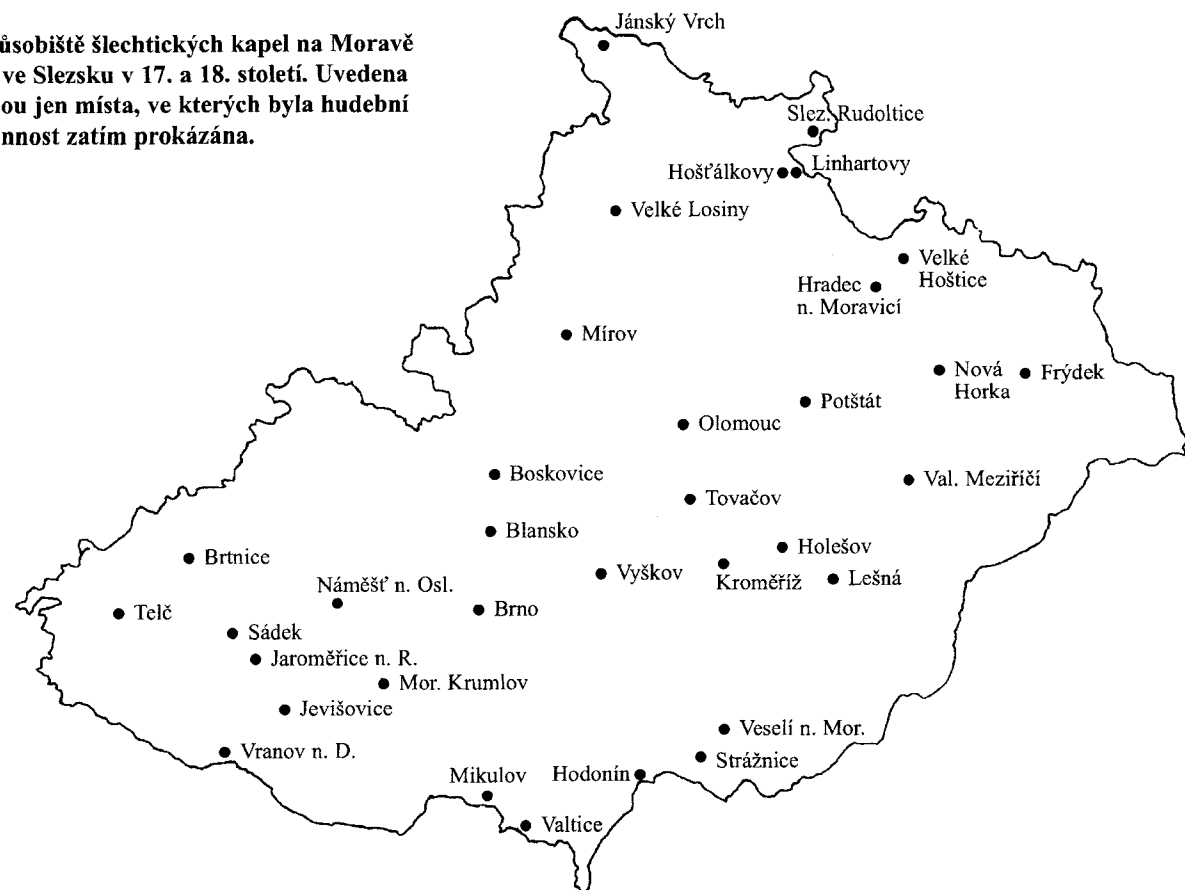 ůsobiště šlechtických kapel na Moravě
ve Slezsku v 17. a 18. století. Uvedena
ou jen místa, ve kterých byla hudební
nnost zatím prokázána.
Jánský Vrch
Slez. Rudoltice
Hošťálkovy
Linhartovy
Velké Losiny
Velké
Hoštice
Hradec
n. Moravicí
Mírov
Nová
Horka
Frýdek
Potštát
Olomouc
Boskovice
Val. Meziříčí
Tovačov
Blansko
Holešov
Brtnice
Vyškov
Kroměříž
Lešná
Náměšť n. Osl.
Telč
Brno
Sádek
Jaroměřice n. R.
Mor. Krumlov
Jevišovice
Veselí n. Mor.
Vranov n. D.
Strážnice
Mikulov
Hodonín
Valtice